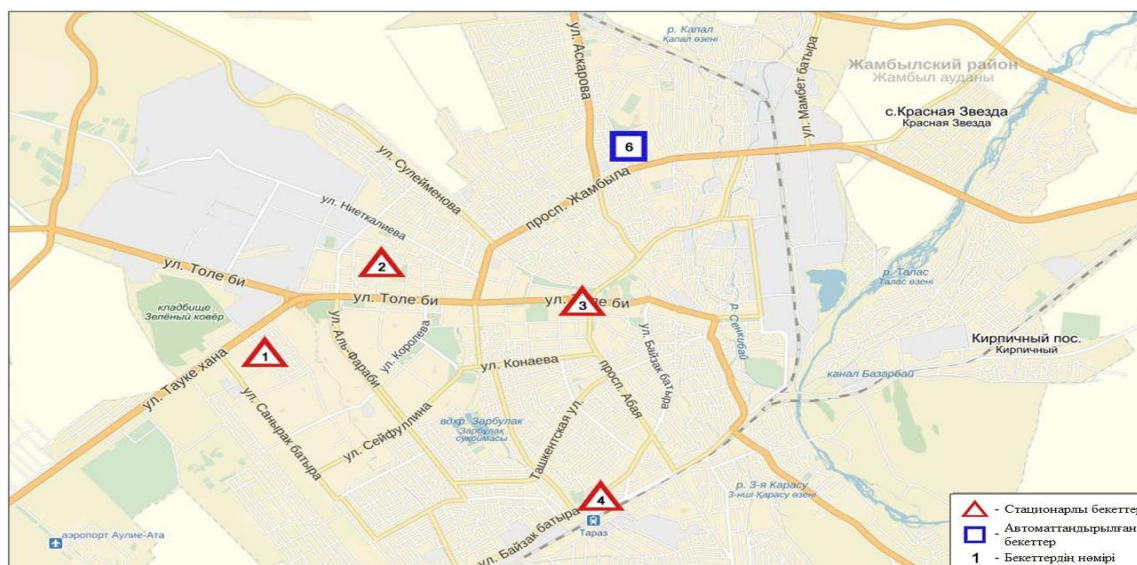 р. Капал
Капал өзені
ул. Аскарова
ул. Мамбет батыра
Жамбылский район
Жамбыл ауданы
с.Красная Звезда
Красная Звезда
6
ул. Сулейменова
просп. Жамбыла
ул. Ниеткалиева
ул. Толе би
2
ул. Толе би
ул. Толе би
3
р. Талас
Талас өзені
кладбище
Зелёный ковёр
1
ул. Тауке хана
ул. Аль-Фараби
ул. Королева
ул. Конаева
просп. Абая
ул. Байзак батыра
р. Сенкибай
Кирпичный пос.
Кирпичный
канал Базарбай
ул. Санырак батыра
ул. Сейфуллина
вдхр. Зарбулак
Зарбулақ
суқоймасы
Ташкентская ул.
4
ул. Байзак батыра
Тараз
р. 3-я Карасу
3-нші Қарасу өзені
аэропорт Аулие-Ата
- Стационарлы бекеттер
- Автоматтандырылған
бекеттер
1 - Бекеттердің нөмірі